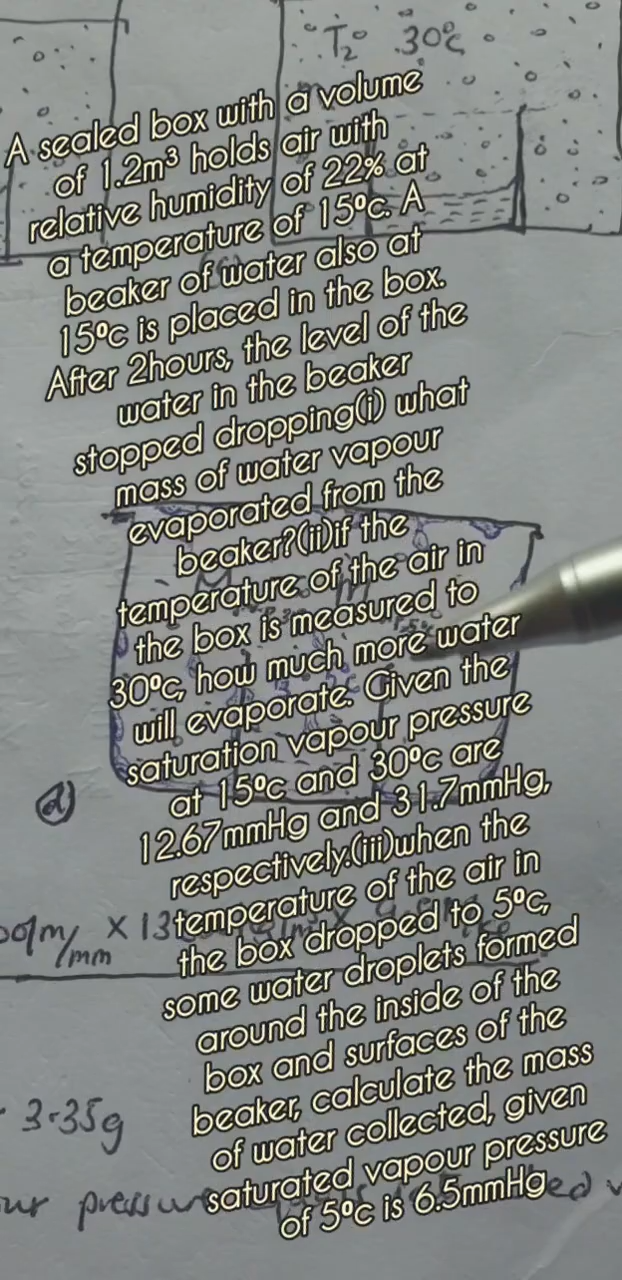 T₂ 30°c
A sealed box with a volume
of 1.2m³ holds air with
relative humidity of 22% at
a temperature of 15°c. A
beaker of water also at
15°c is placed in the box.
After 2hours, the level of the
water in the beaker
stopped dropping(i) what
mass of water vapour
evaporated from the
beaker?(ii)if the
temperature of the air in
the box is measured to
30°c, how much more water
will evaporate. Given the
saturation vapour pressure
at 15°c and 30°c are
12.67mmHg and 31.7mmHg,
respectively.(iii)when the
temperature of the air in
the box dropped to 5°c,
some water droplets formed
around the inside of the
box and surfaces of the
beaker, calculate the mass
of water collected, given
saturated vapour pressure
of 5°c is 6.5mmHg
d)
m/mm × 13
3.35g
pressure